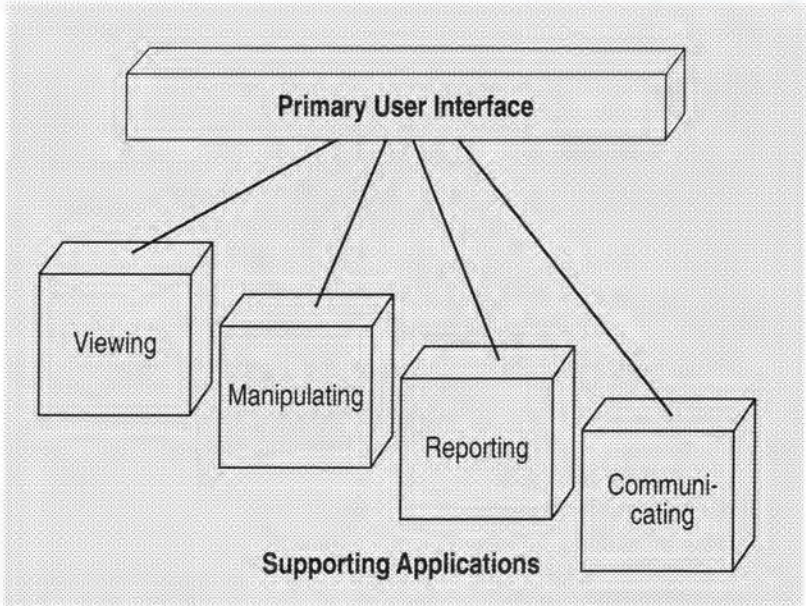 Primary User Interface
Viewing
Manipulating
Reporting
Communi-
cating
Supporting Applications